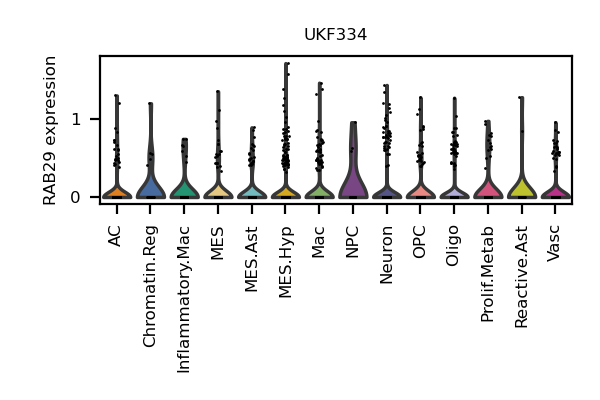 UKF334
RAB29 expression
1
0
AC
Chromatin.Reg
Inflammatory.Mac
MES
MES.Ast
MES.Hyp
Mac
NPC
Neuron
OPC
Oligo
Prolif.Metab
Reactive.Ast
Vasc